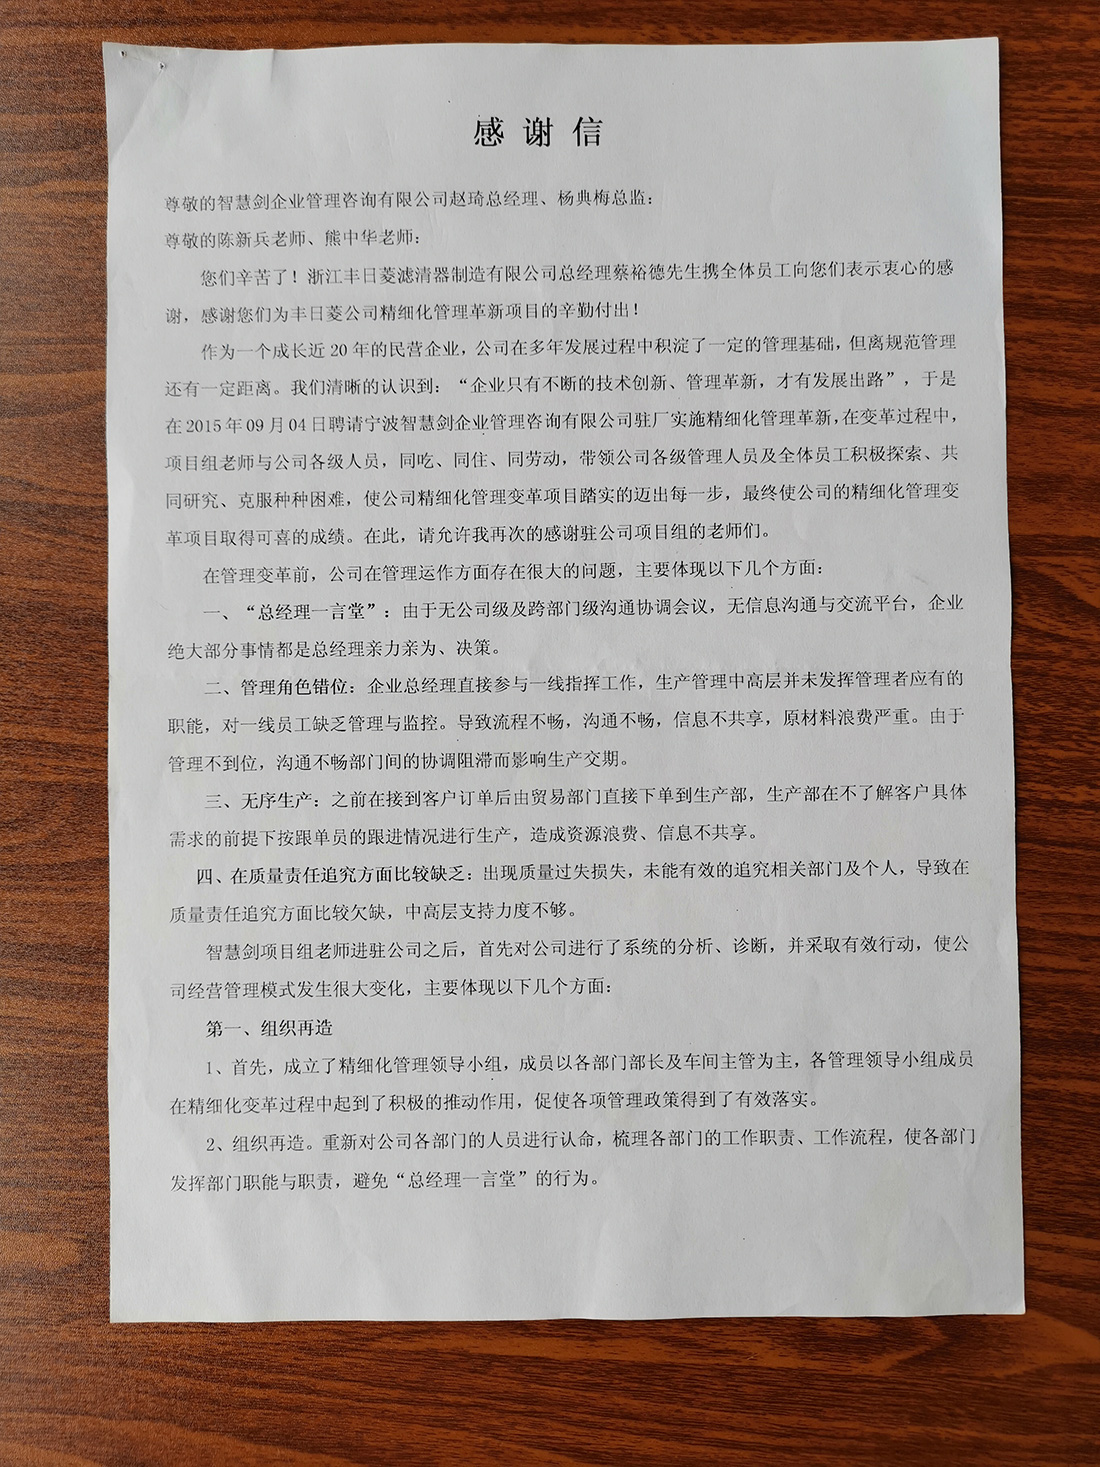 感谢信
尊敬的智慧剑企业管理咨询有限公司赵琦总经理、杨典梅总监：
尊敬的陈新兵老师、熊中华老师：
您们辛苦了！浙江丰日菱滤清器制造有限公司总经理蔡裕德先生携全体员工向您们表示衷心的感
谢，感谢您们为丰日菱公司精细化管理革新项目的辛勤付出！
作为一个成长近 20 年的民营企业，公司在多年发展过程中积淀了一定的管理基础，但离规范管理
还有一定距离。我们清晰的认识到：“企业只有不断的技术创新、管理革新，才有发展出路”，于是
在 2015 年 09 月 04 日聘请宁波智慧剑企业管理咨询有限公司驻厂实施精细化管理革新，在变革过程中，
项目组老师与公司各级人员，同吃、同住、同劳动，带领公司各级管理人员及全体员工积极探索、共
同研究、克服种种困难，使公司精细化管理变革项目踏实的迈出每一步，最终使公司的精细化管理变
革项目取得可喜的成绩。在此，请允许我再次的感谢驻公司项目组的老师们。
在管理变革前，公司在管理运作方面存在很大的问题，主要体现以下几个方面：
一、“总经理一言堂”：由于无公司级及跨部门级沟通协调会议，无信息沟通与交流平台，企业
绝大部分事情都是总经理亲力亲为、决策。
二、管理角色错位：企业总经理直接参与一线指挥工作，生产管理中高层并未发挥管理者应有的
职能，对一线员工缺乏管理与监控。导致流程不畅，沟通不畅，信息不共享，原材料浪费严重。由于
管理不到位，沟通不畅部门间的协调阻滞而影响生产交期。
三、无序生产：之前在接到客户订单后由贸易部门直接下单到生产部，生产部在不了解客户具体
需求的前提下按跟单员的跟进情况进行生产，造成资源浪费、信息不共享。
四、在质量责任追究方面比较缺乏：出现质量过失损失，未能有效的追究相关部门及个人，导致在
质量责任追究方面比较欠缺，中高层支持力度不够。
智慧剑项目组老师进驻公司之后，首先对公司进行了系统的分析、诊断，并采取有效行动，使公
司经营管理模式发生很大变化，主要体现以下几个方面：
第一、组织再造
1、首先，成立了精细化管理领导小组，成员以各部门部长及车间主管为主，各管理领导小组成员
在精细化变革过程中起到了积极的推动作用，促使各项管理政策得到了有效落实。
2、组织再造。重新对公司各部门的人员进行认命，梳理各部门的工作职责、工作流程，使各部门
发挥部门职能与职责，避免“总经理一言堂”的行为。